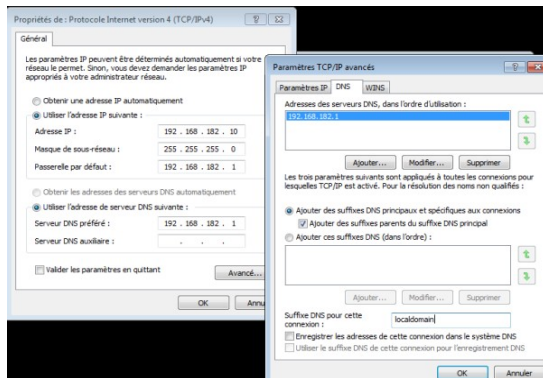 Propriétés de : Protocole Internet version 4 (TCP/IPv4)
Général
Les paramètres IP peuvent être déterminés automatiquement si votre
réseau le permet. Sinon, vous devez demander les paramètres IP
appropriés à votre administrateur réseau.
Obtenir une adresse IP automatiquement
Utiliser l'adresse IP suivante :
Adresse IP : 192 . 168 . 182 . 10
Masque de sous-réseau : 255 . 255 . 255 . 0
Passerelle par défaut : 192 . 168 . 182 . 1
Obtenir les adresses des serveurs DNS automatiquement
Utiliser l'adresse de serveur DNS suivante :
Serveur DNS préféré : 192 . 168 . 182 . 1
Serveur DNS auxiliaire : . . .
Valider les paramètres en quittant
Avancé...
OK Annu
Paramètres TCP/IP avancés
Paramètres IP DNS WINS
Adresses des serveurs DNS, dans l'ordre d'utilisation :
192.168.182.1
Ajouter... Modifier... Supprimer
Les trois paramètres suivants sont appliqués à toutes les connexions pour
lesquelles TCP/IP est activé. Pour la résolution des noms non qualifiés :
Ajouter des suffixes DNS principaux et spécifiques aux connexions
Ajouter des suffixes parents du suffixe DNS principal
Ajouter ces suffixes DNS (dans l'ordre) :
Ajouter... Modifier... Supprimer
Suffixe DNS pour cette
connexion : localdomain
Enregistrer les adresses de cette connexion dans le système DNS
Utiliser le suffixe DNS de cette connexion pour l'enregistrement DNS
OK Annuler